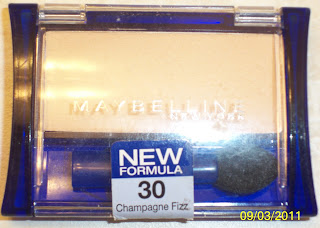 MAYBELLINE
NEW YORK
NEW
FORMULA
30
Champagne Fizz
09/03/2011